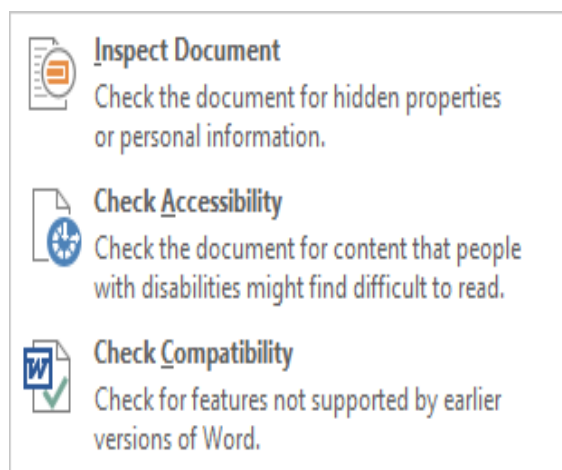 Inspect Document
Check the document for hidden properties
or personal information.
Check Accessibility
Check the document for content that people
with disabilities might find difficult to read.
Check Compatibility
Check for features not supported by earlier
versions of Word.